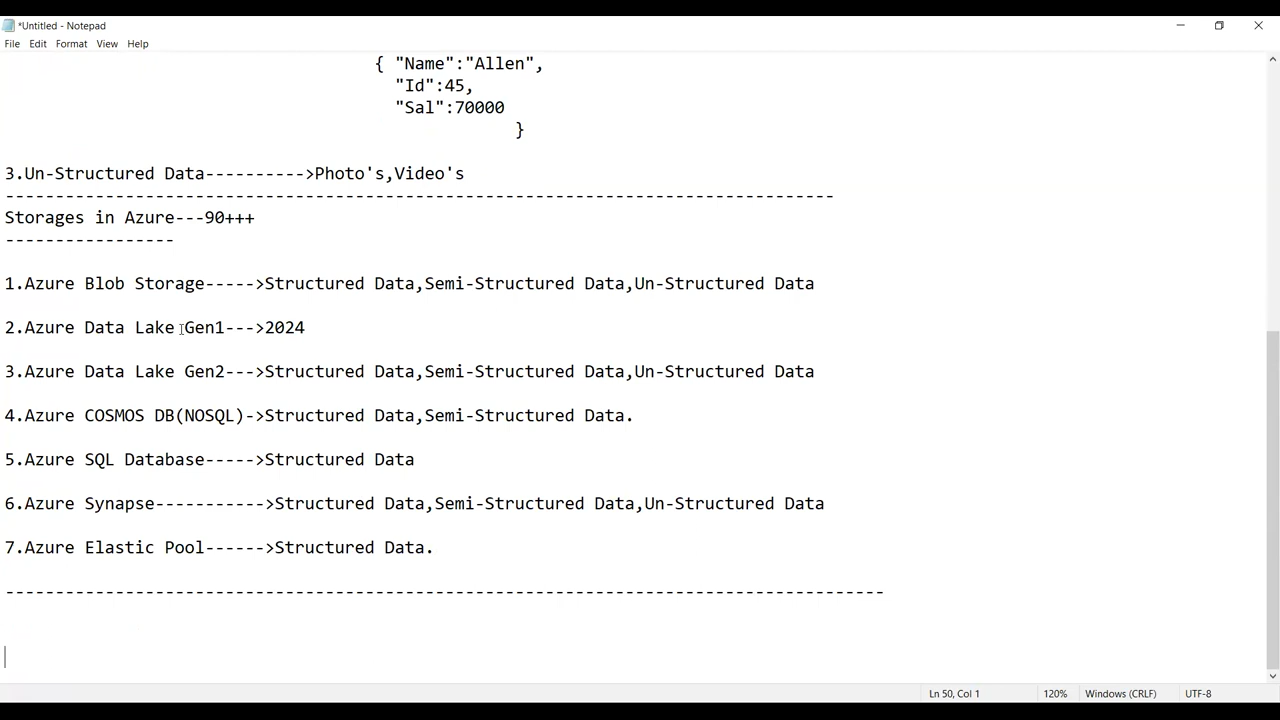 *Untitled - Notepad
File Edit Format View Help
{ "Name":"Allen",
"Id":45,
"Sal":70000
}
3.Un-Structured Data---------->Photo's,Video's
-----------------------------------------------------------------------------------
Storages in Azure---90+++
-----------------
1.Azure Blob Storage----->Structured Data,Semi-Structured Data,Un-Structured Data
2.Azure Data Lake Gen1--->2024
3.Azure Data Lake Gen2--->Structured Data,Semi-Structured Data,Un-Structured Data
4.Azure COSMOS DB(NOSQL)->Structured Data,Semi-Structured Data.
5.Azure SQL Database----->Structured Data
6.Azure Synapse----------->Structured Data,Semi-Structured Data,Un-Structured Data
7.Azure Elastic Pool------>Structured Data.
----------------------------------------------------------------------------------------
Ln 50, Col 1 120% Windows (CRLF) UTF-8